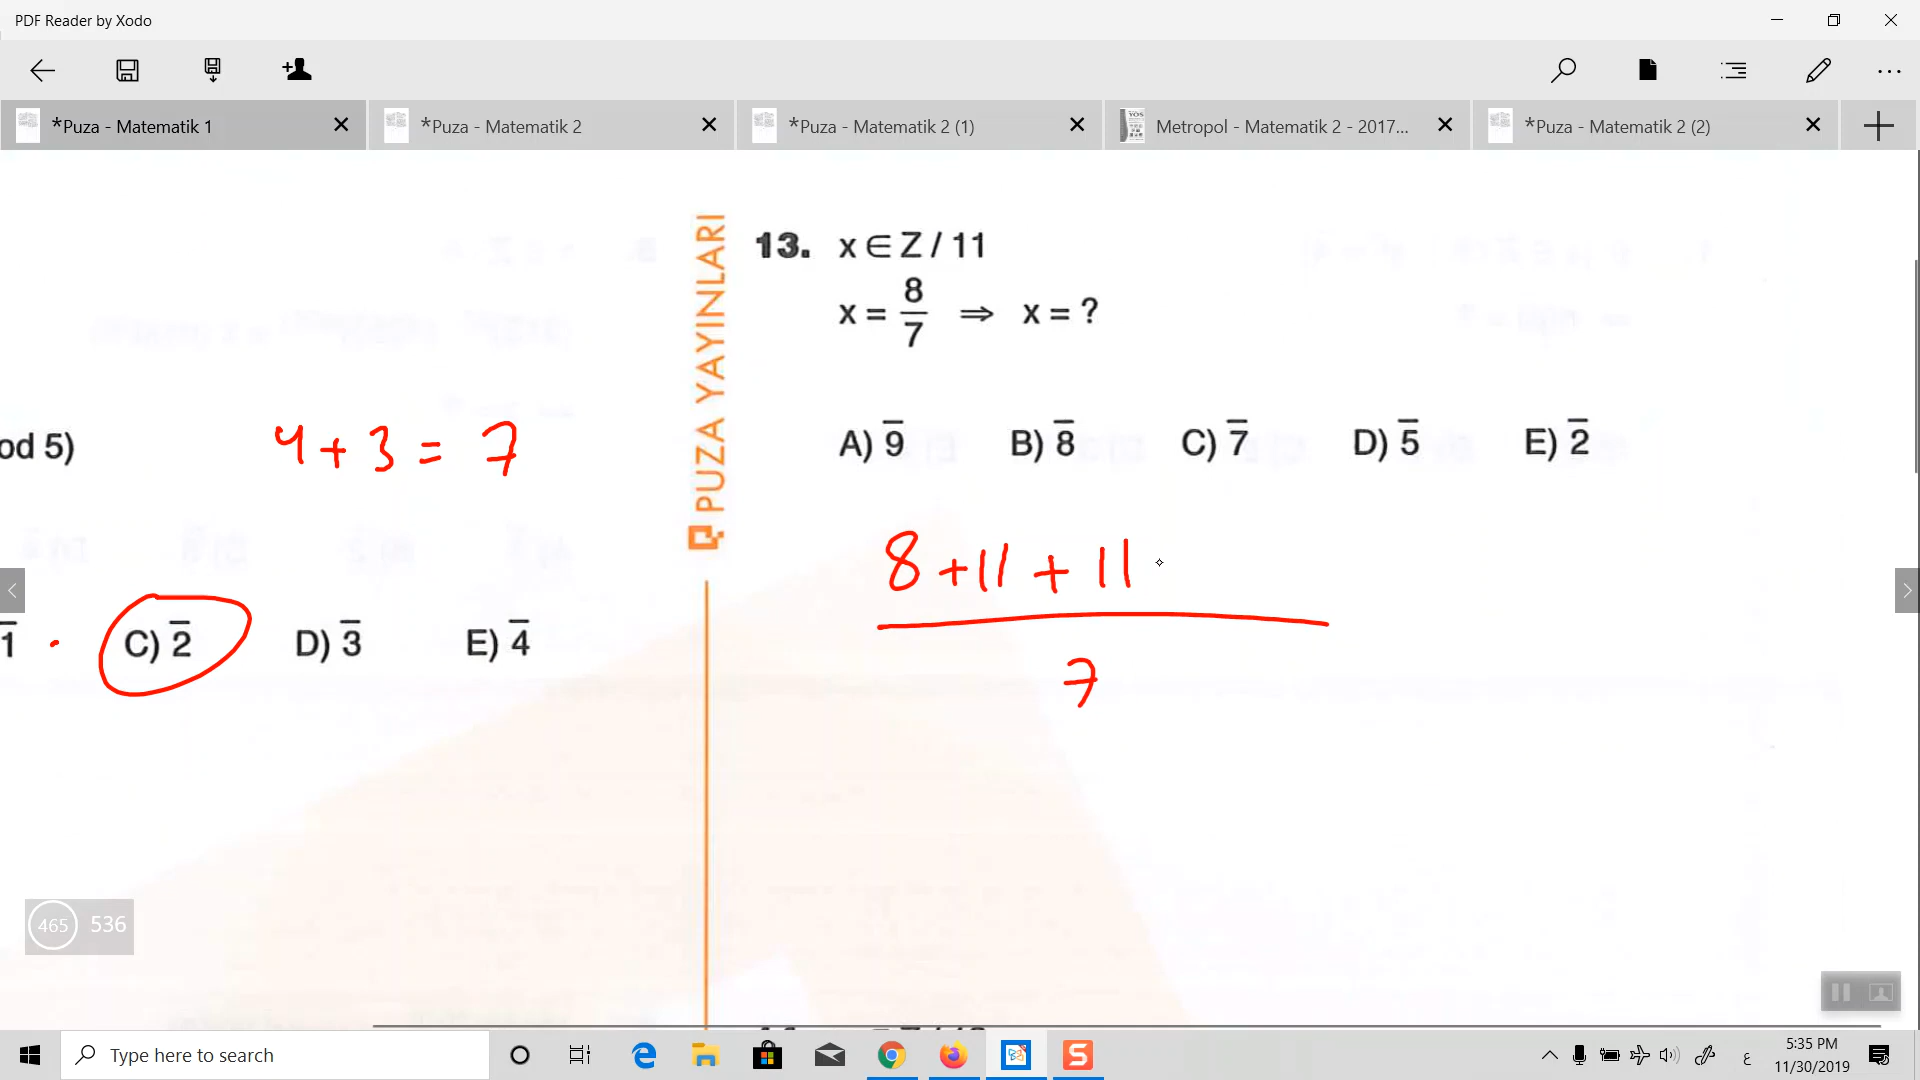 PDF Reader by Xodo
*Puza - Matematik 1
*Puza - Matematik 2
*Puza - Matematik 2 (1)
Metropol - Matematik 2 - 2017...
*Puza - Matematik 2 (2)
od 5)
4 + 3 = 7
1̅ . C) 2̅ D) 3̅ E) 4̅
PUZA YAYINLARI
13. x ∈ Z / 11
x = 8/7 ⇒ x = ?
A) 9̅ B) 8̅ C) 7̅ D) 5̅ E) 2̅
8 + 11 + 11
7
465 536
Type here to search
ع
5:35 PM
11/30/2019